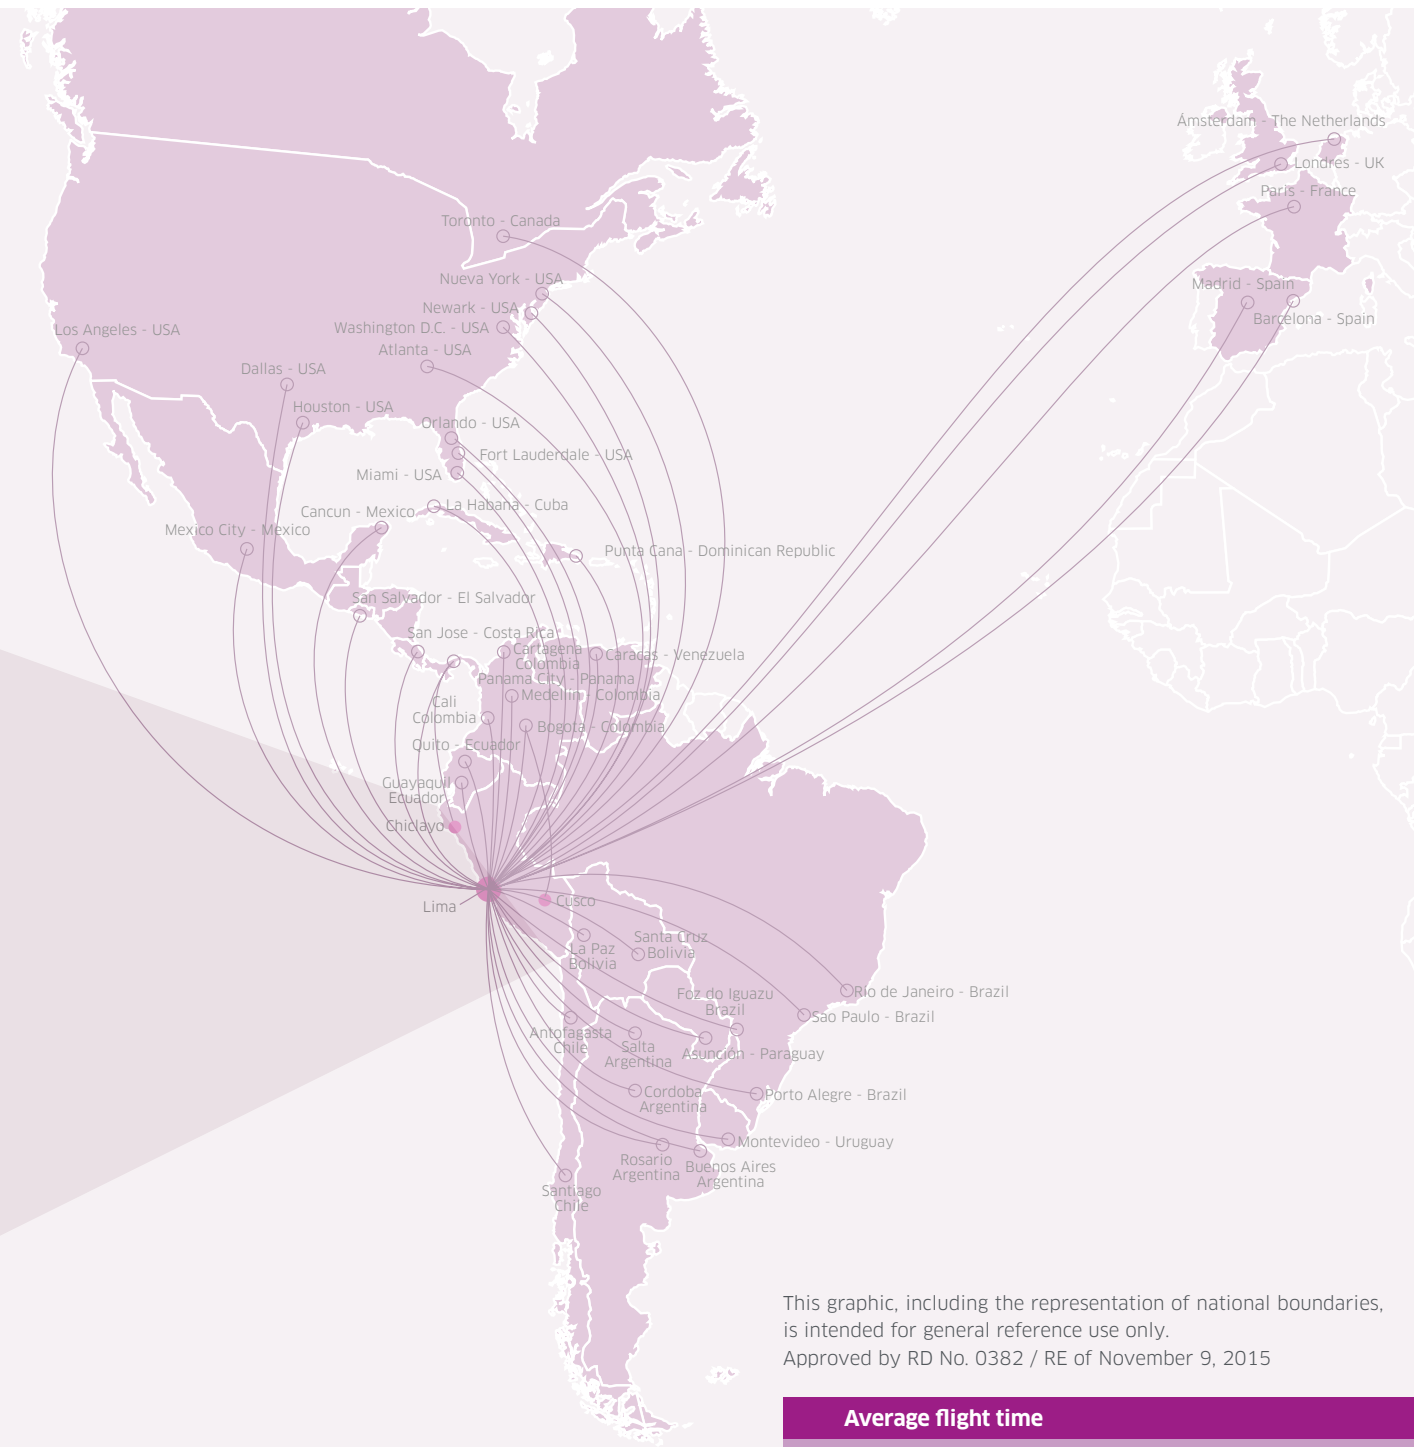 Ámsterdam - The Netherlands
Londres - UK
Paris - France
Toronto - Canada
Nueva York - USA
Madrid - Spain
Newark - USA
Barcelona - Spain
Washington D.C. - USA
Los Angeles - USA
Atlanta - USA
Dallas - USA
Houston - USA
Orlando - USA
Fort Lauderdale - USA
Miami - USA
La Habana - Cuba
Cancun - Mexico
Mexico City - Mexico
Punta Cana - Dominican Republic
San Salvador - El Salvador
San Jose - Costa Rica
Cartagena
Colombia
Caracas - Venezuela
Panama City - Panama
Medellin - Colombia
Cali
Colombia
Bogota - Colombia
Quito - Ecuador
Guayaquil
Ecuador
Chiclayo
Lima
Cusco
La Paz
Bolivia
Santa Cruz
Bolivia
Foz do Iguazu
Brazil
Rio de Janeiro - Brazil
Sao Paulo - Brazil
Antofagasta
Chile
Salta
Argentina
Asunción - Paraguay
Cordoba
Argentina
Porto Alegre - Brazil
Montevideo - Uruguay
Rosario
Argentina
Buenos Aires
Argentina
Santiago
Chile
This graphic, including the representation of national boundaries,
is intended for general reference use only.
Approved by RD No. 0382 / RE of November 9, 2015
Average flight time